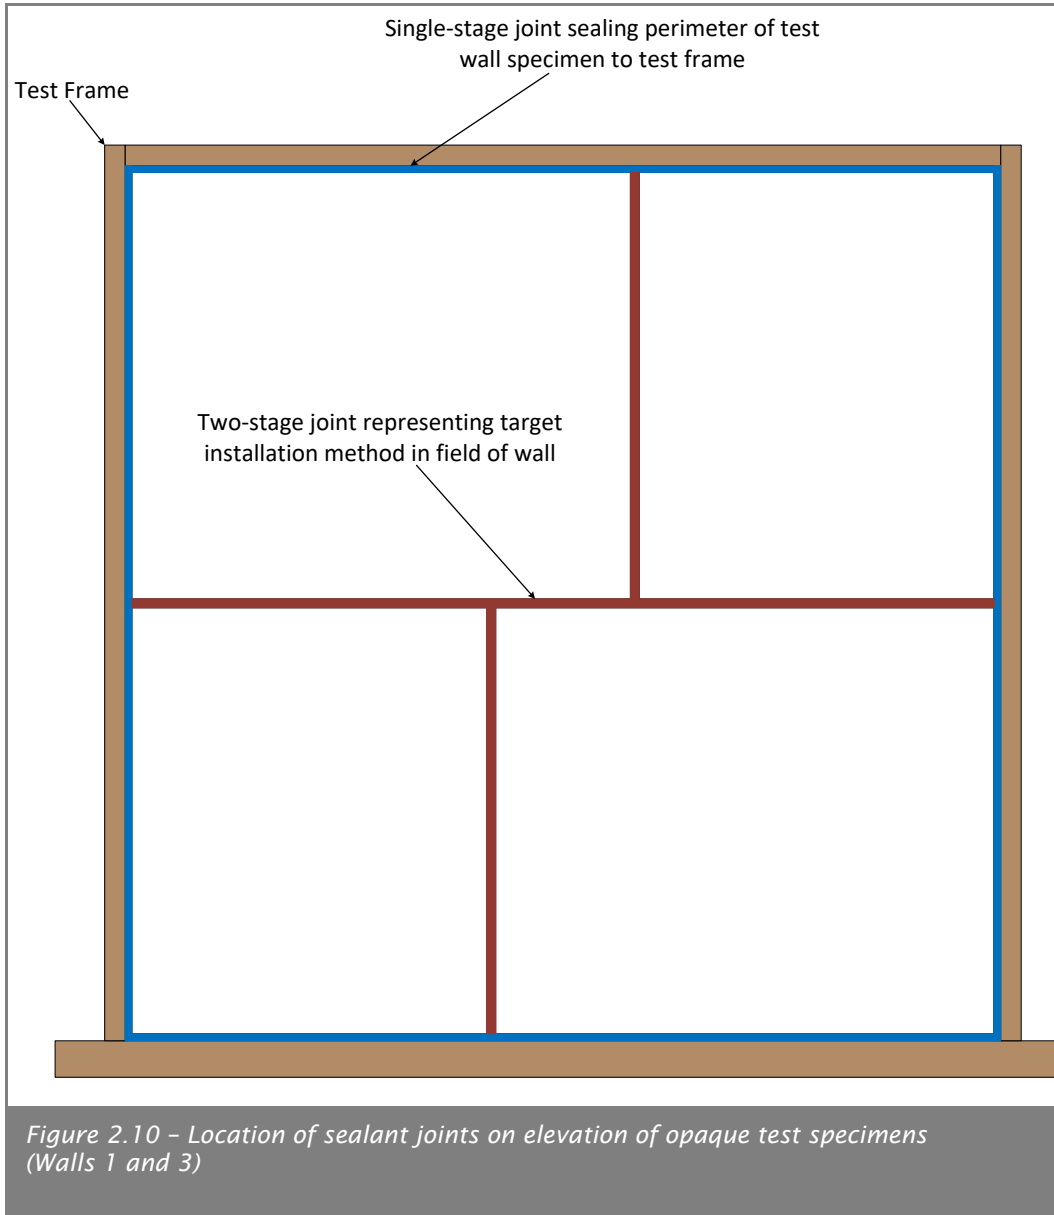 Single-stage joint sealing perimeter of test
wall specimen to test frame
Test Frame
Two-stage joint representing target
installation method in field of wall
Figure 2.10 – Location of sealant joints on elevation of opaque test specimens
(Walls 1 and 3)